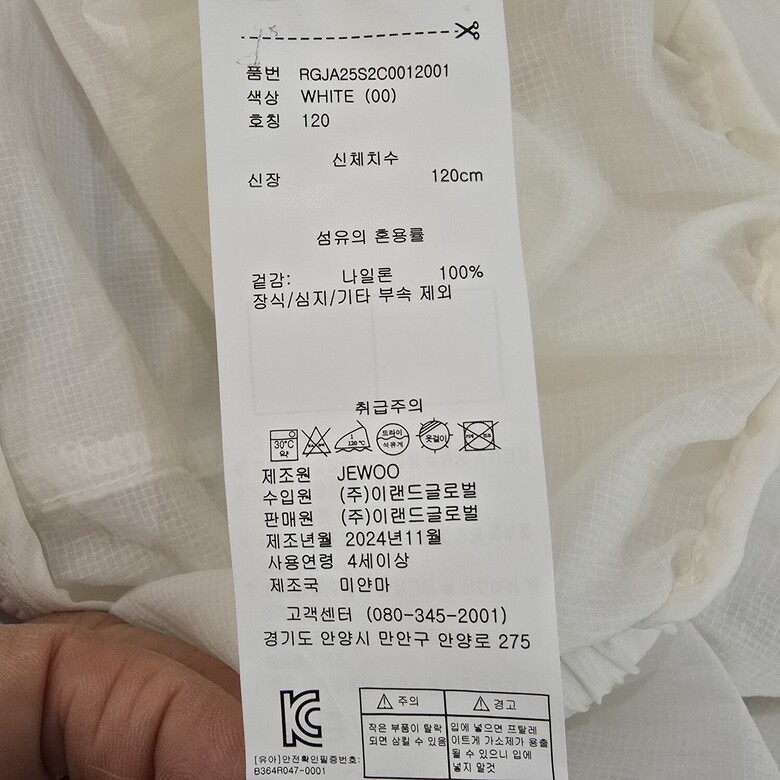 품번 RGJA25S2C0012001
색상 WHITE (00)
호칭 120
신체치수
신장 120cm
섬유의 혼용률
겉감: 나일론 100%
장식/심지/기타 부속 제외
취급주의
30°C 약 120℃ 드라이 석유계 옷걸이
제조원 JEWOO
수입원 (주)이랜드글로벌
판매원 (주)이랜드글로벌
제조년월 2024년11월
사용연령 4세이상
제조국 미얀마
고객센터 (080-345-2001)
경기도 안양시 만안구 안양로 275
주의
작은 부품이 탈락
되면 삼킬 수 있음
경고
입에 넣으면 프탈레
이트계 가소제가 용출
될 수 있으니 입에
넣지 말것
[유아]안전확인필증번호:
B364R047-0001